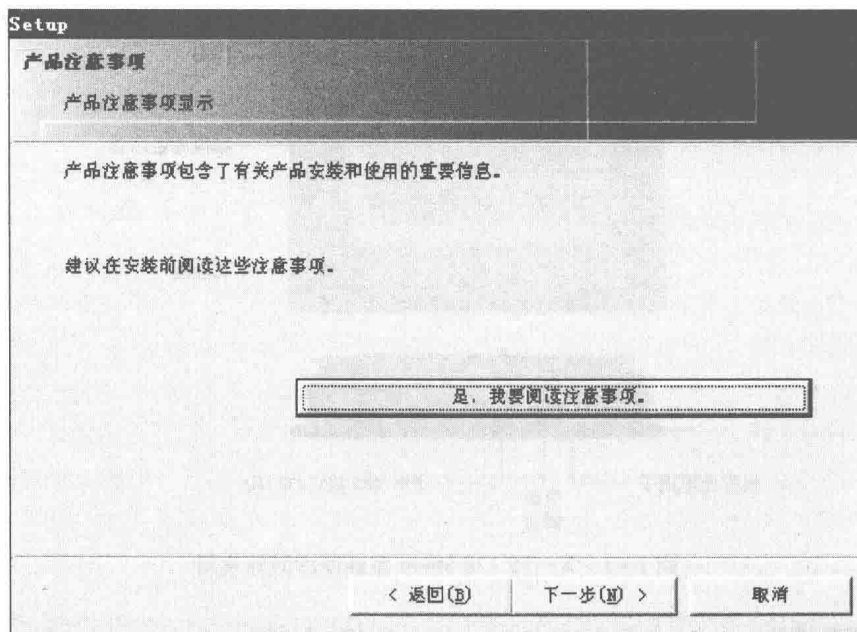 Setup
产品注意事项
产品注意事项显示
产品注意事项包含了有关产品安装和使用的重要信息。
建议在安装前阅读这些注意事项。
是，我要阅读注意事项。
< 返回(B)
下一步(N) >
取消